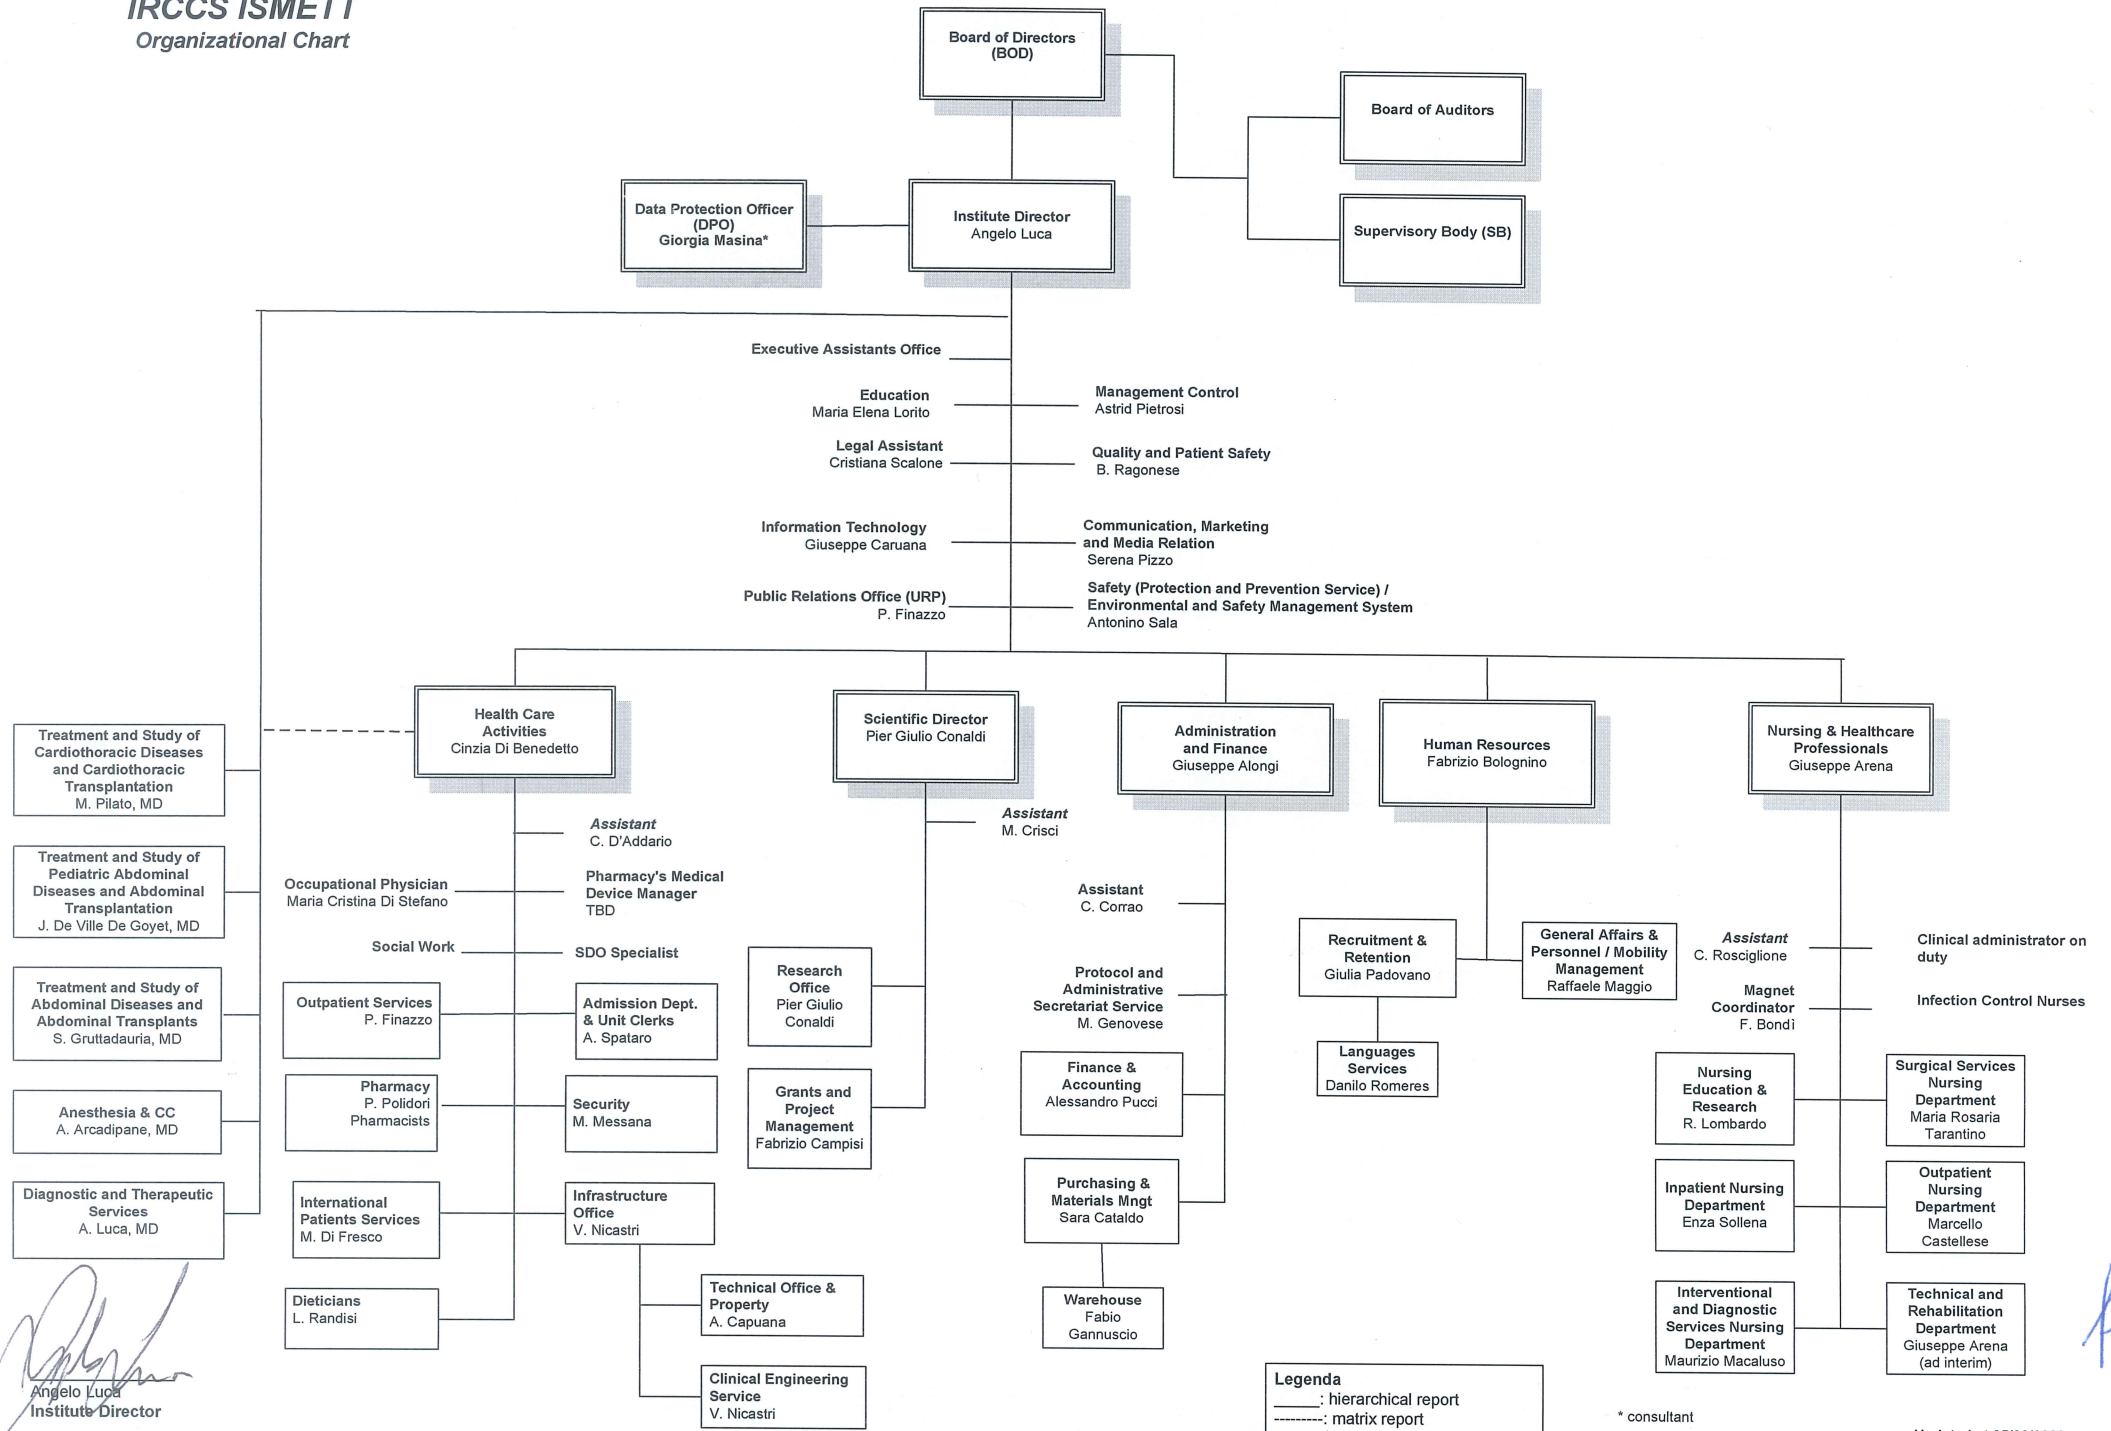 IRCCS ISMETT
Organizational Chart
Board of Directors
(BOD)
Board of Auditors
Supervisory Body (SB)
Data Protection Officer
(DPO)
Giorgia Masina*
Institute Director
Angelo Luca
Executive Assistants Office
Education
Maria Elena Lorito
Management Control
Astrid Pietrosi
Legal Assistant
Cristiana Scalone
Quality and Patient Safety
B. Ragonese
Information Technology
Giuseppe Caruana
Communication, Marketing
and Media Relation
Serena Pizzo
Public Relations Office (URP)
P. Finazzo
Safety (Protection and Prevention Service) /
Environmental and Safety Management System
Antonino Sala
Treatment and Study of
Cardiothoracic Diseases
and Cardiothoracic
Transplantation
M. Pilato, MD
Treatment and Study of
Pediatric Abdominal
Diseases and Abdominal
Transplantation
J. De Ville De Goyet, MD
Treatment and Study of
Abdominal Diseases and
Abdominal Transplants
S. Gruttadauria, MD
Anesthesia & CC
A. Arcadipane, MD
Diagnostic and Therapeutic
Services
A. Luca, MD
Health Care
Activities
Cinzia Di Benedetto
Assistant
C. D'Addario
Occupational Physician
Maria Cristina Di Stefano
Pharmacy's Medical
Device Manager
TBD
Social Work
SDO Specialist
Outpatient Services
P. Finazzo
Admission Dept.
& Unit Clerks
A. Spataro
Pharmacy
P. Polidori
Pharmacists
Security
M. Messana
International
Patients Services
M. Di Fresco
Infrastructure
Office
V. Nicastri
Dieticians
L. Randisi
Technical Office &
Property
A. Capuana
Clinical Engineering
Service
V. Nicastri
Scientific Director
Pier Giulio Conaldi
Assistant
M. Crisci
Research
Office
Pier Giulio
Conaldi
Grants and
Project
Management
Fabrizio Campisi
Administration
and Finance
Giuseppe Alongi
Assistant
C. Corrao
Protocol and
Administrative
Secretariat Service
M. Genovese
Finance &
Accounting
Alessandro Pucci
Purchasing &
Materials Mngt
Sara Cataldo
Warehouse
Fabio
Gannuscio
Human Resources
Fabrizio Bolognino
Recruitment &
Retention
Giulia Padovano
General Affairs &
Personnel / Mobility
Management
Raffaele Maggio
Languages
Services
Danilo Romeres
Nursing & Healthcare
Professionals
Giuseppe Arena
Assistant
C. Rosciglione
Clinical administrator on
duty
Magnet
Coordinator
F. Bondì
Infection Control Nurses
Nursing
Education &
Research
R. Lombardo
Surgical Services
Nursing
Department
Maria Rosaria
Tarantino
Inpatient Nursing
Department
Enza Sollena
Outpatient
Nursing
Department
Marcello
Castellese
Interventional
and Diagnostic
Services Nursing
Department
Maurizio Macaluso
Technical and
Rehabilitation
Department
Giuseppe Arena
(ad interim)
Angelo Luca
Institute Director
Legenda
______: hierarchical report
---------: matrix report
* consultant